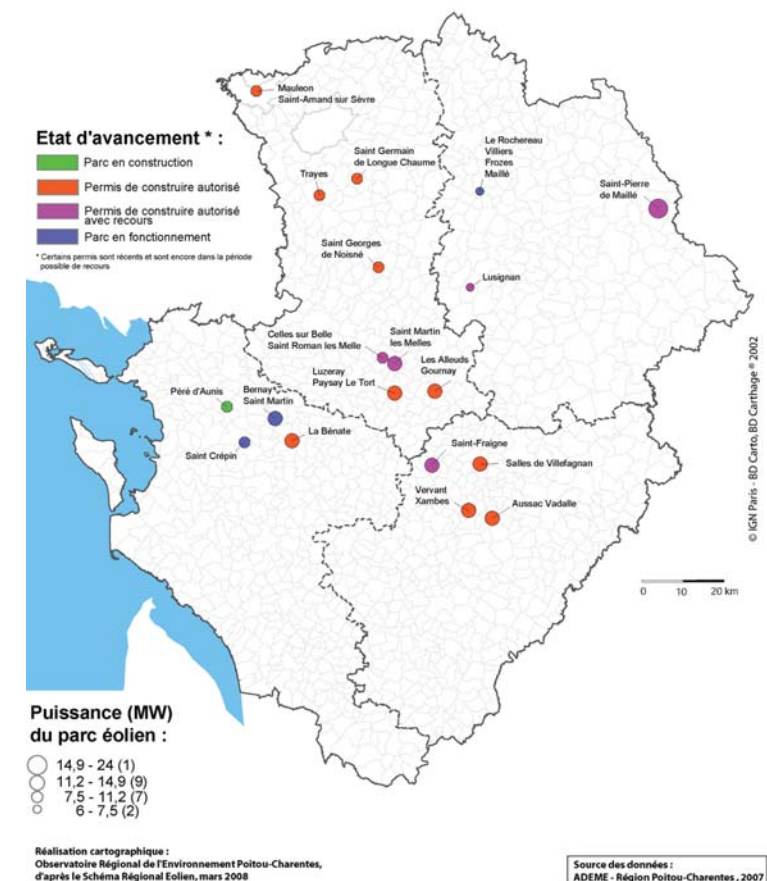 Mauleon
Saint-Amand sur Sèvre
Etat d'avancement * :
Parc en construction
Permis de construire autorisé
Permis de construire autorisé
avec recours
Parc en fonctionnement
* Certains permis sont récents et sont encore dans la période
possible de recours
Saint Germain
de Longue Chaume
Trayes
Le Rochereau
Villiers
Frozes
Maillé
Saint-Pierre
de Maillé
Saint Georges
de Noisné
Lusignan
Celles sur Belle
Saint Roman les Melle
Saint Martin
les Melles
Luzeray
Paysay Le Tort
Les Alleuds
Gournay
Péré d'Aunis
Bernay
Saint Martin
La Bénate
Saint Crépin
Saint-Fraigne
Salles de Villefagnan
Vervant
Xambes
Aussac Vadalle
© IGN Paris - BD Carto, BD Carthage ® 2002
0 10 20 km
Puissance (MW)
du parc éolien :
14,9 - 24 (1)
11,2 - 14,9 (9)
7,5 - 11,2 (7)
6 - 7,5 (2)
Réalisation cartographique :
Observatoire Régional de l'Environnement Poitou-Charentes,
d'après le Schéma Régional Eolien, mars 2008
Source des données :
ADEME - Région Poitou-Charentes , 2007